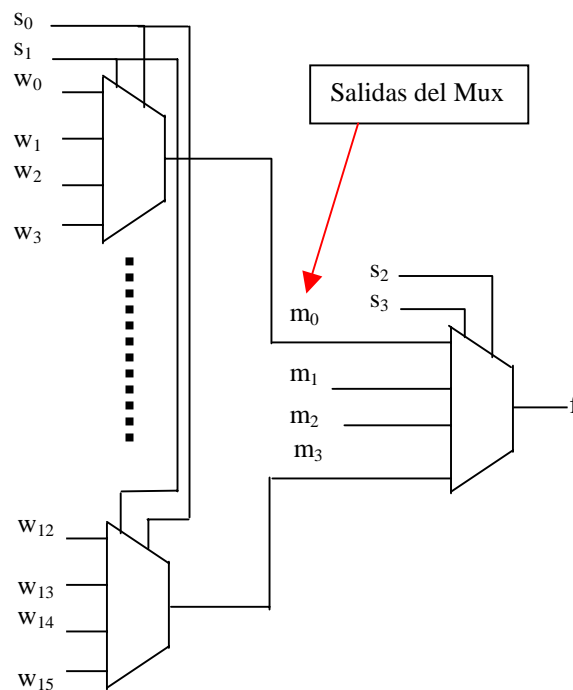 s₀
s₁
w₀
w₁
w₂
w₃
Salidas del Mux
s₂
s₃
m₀
m₁
m₂
m₃
f
w₁₂
w₁₃
w₁₄
w₁₅